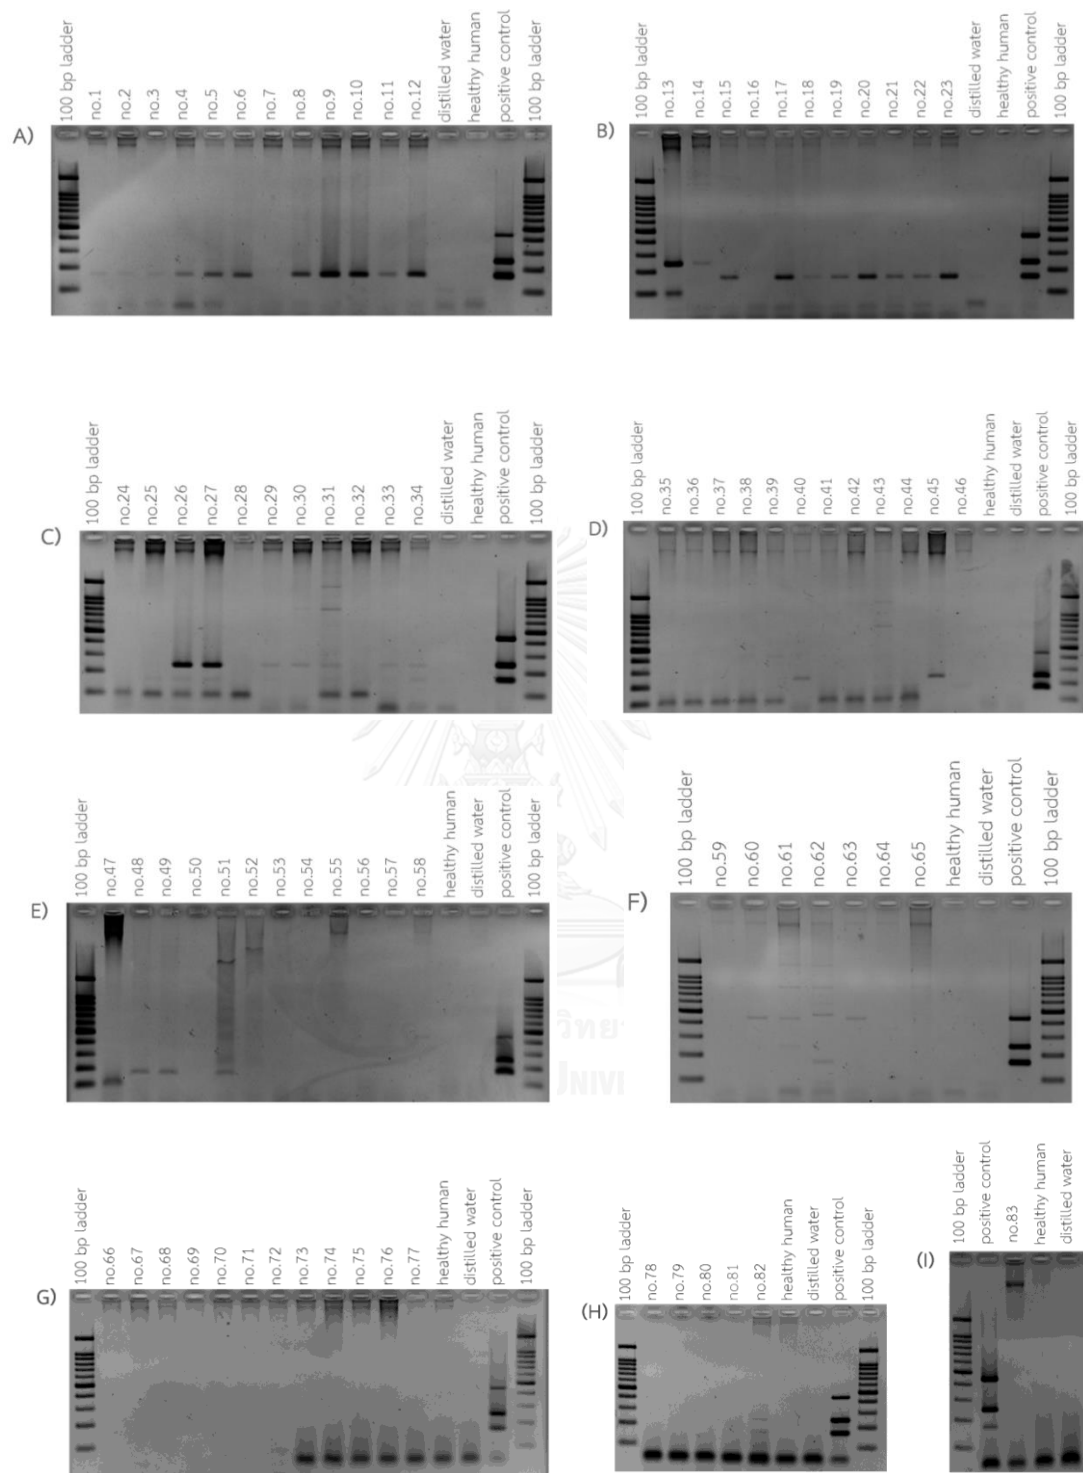 A)
100 bp ladder
no.1
no.2
no.3
no.4
no.5
no.6
no.7
no.8
no.9
no.10
no.11
no.12
distilled water
healthy human
positive control
100 bp ladder
B)
100 bp ladder
no.13
no.14
no.15
no.16
no.17
no.18
no.19
no.20
no.21
no.22
no.23
distilled water
healthy human
positive control
100 bp ladder
C)
100 bp ladder
no.24
no.25
no.26
no.27
no.28
no.29
no.30
no.31
no.32
no.33
no.34
distilled water
healthy human
positive control
100 bp ladder
D)
100 bp ladder
no.35
no.36
no.37
no.38
no.39
no.40
no.41
no.42
no.43
no.44
no.45
no.46
healthy human
distilled water
positive control
100 bp ladder
E)
100 bp ladder
no.47
no.48
no.49
no.50
no.51
no.52
no.53
no.54
no.55
no.56
no.57
no.58
healthy human
distilled water
positive control
100 bp ladder
F)
100 bp ladder
no.59
no.60
no.61
no.62
no.63
no.64
no.65
healthy human
distilled water
positive control
100 bp ladder
G)
100 bp ladder
no.66
no.67
no.68
no.69
no.70
no.71
no.72
no.73
no.74
no.75
no.76
no.77
healthy human
distilled water
positive control
100 bp ladder
(H)
100 bp ladder
no.78
no.79
no.80
no.81
no.82
healthy human
distilled water
positive control
100 bp ladder
(I)
100 bp ladder
positive control
no.83
healthy human
distilled water